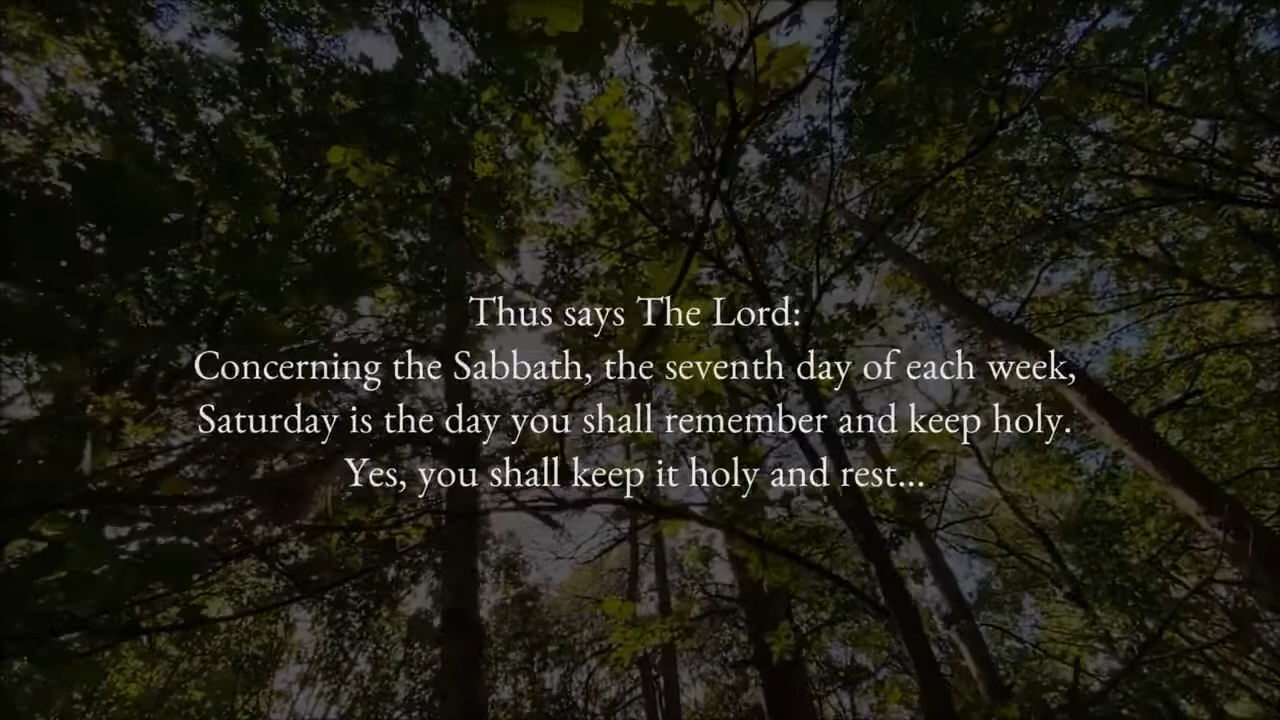 Thus says The Lord:
Concerning the Sabbath, the seventh day of each week,
Saturday is the day you shall remember and keep holy.
Yes, you shall keep it holy and rest...